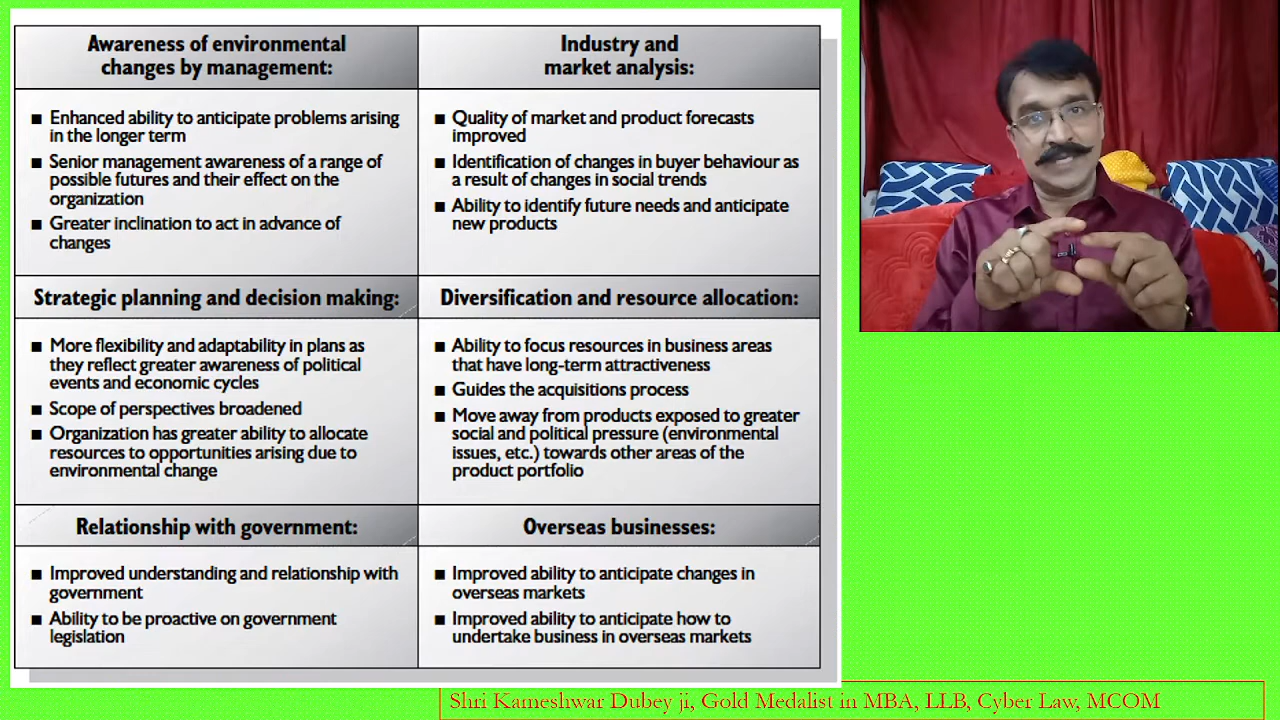 Awareness of environmental
changes by management:
■ Enhanced ability to anticipate problems arising
in the longer term
■ Senior management awareness of a range of
possible futures and their effect on the
organization
■ Greater inclination to act in advance of
changes
Industry and
market analysis:
■ Quality of market and product forecasts
improved
■ Identification of changes in buyer behaviour as
a result of changes in social trends
■ Ability to identify future needs and anticipate
new products
Strategic planning and decision making:
■ More flexibility and adaptability in plans as
they reflect greater awareness of political
events and economic cycles
■ Scope of perspectives broadened
■ Organization has greater ability to allocate
resources to opportunities arising due to
environmental change
Diversification and resource allocation:
■ Ability to focus resources in business areas
that have long-term attractiveness
■ Guides the acquisitions process
■ Move away from products exposed to greater
social and political pressure (environmental
issues, etc.) towards other areas of the
product portfolio
Relationship with government:
■ Improved understanding and relationship with
government
■ Ability to be proactive on government
legislation
Overseas businesses:
■ Improved ability to anticipate changes in
overseas markets
■ Improved ability to anticipate how to
undertake business in overseas markets
Shri Kameshwar Dubey ji, Gold Medalist in MBA, LLB, Cyber Law, MCOM